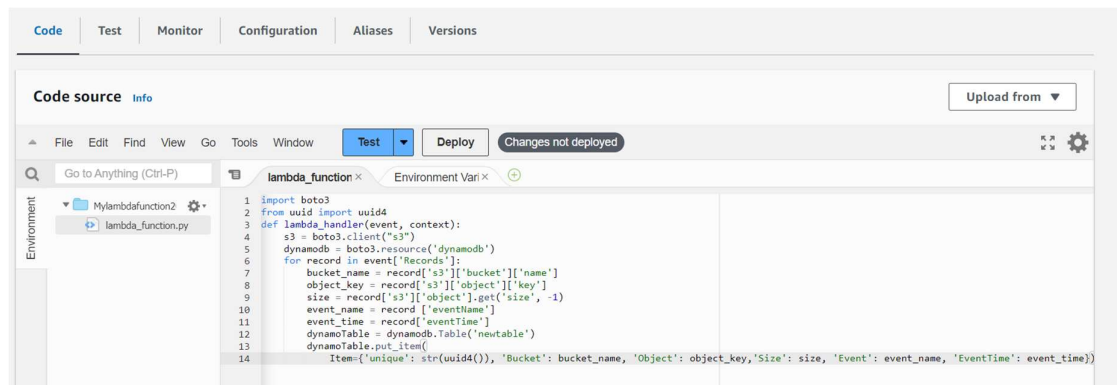 Code Test Monitor Configuration Aliases Versions
Code source Info Upload from
File Edit Find View Go Tools Window Test Deploy Changes not deployed
Go to Anything (Ctrl-P) lambda_function × Environment Vari ×
Environment
Mylambdafunction2
lambda_function.py
1 import boto3
2 from uuid import uuid4
3 def lambda_handler(event, context):
4 s3 = boto3.client("s3")
5 dynamodb = boto3.resource('dynamodb')
6 for record in event['Records']:
7 bucket_name = record['s3']['bucket']['name']
8 object_key = record['s3']['object']['key']
9 size = record['s3']['object'].get('size', -1)
10 event_name = record ['eventName']
11 event_time = record['eventTime']
12 dynamoTable = dynamodb.Table('newtable')
13 dynamoTable.put_item(
14 Item={'unique': str(uuid4()), 'Bucket': bucket_name, 'Object': object_key,'Size': size, 'Event': event_name, 'EventTime': event_time})